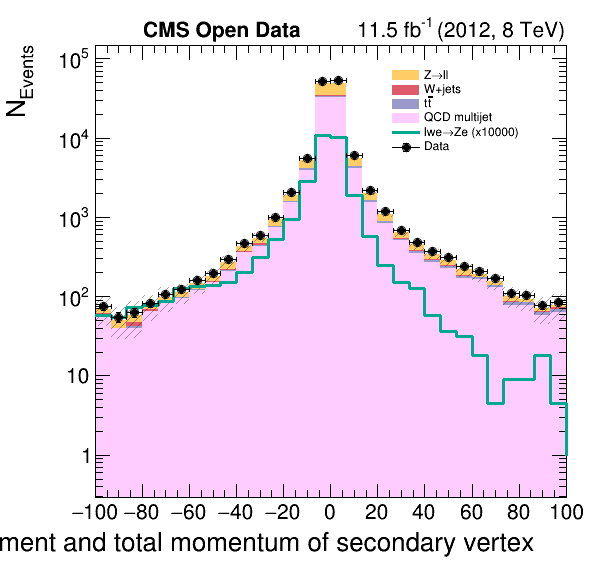 CMS Open Data 11.5 fb⁻¹ (2012, 8 TeV)
N_Events
10⁵
10⁴
10³
10²
10
1
Z→ll
W+jets
tt̅
QCD multijet
lwe→Ze (x10000)
Data
−100 −80 −60 −40 −20 0 20 40 60 80 100
ment and total momentum of secondary vertex